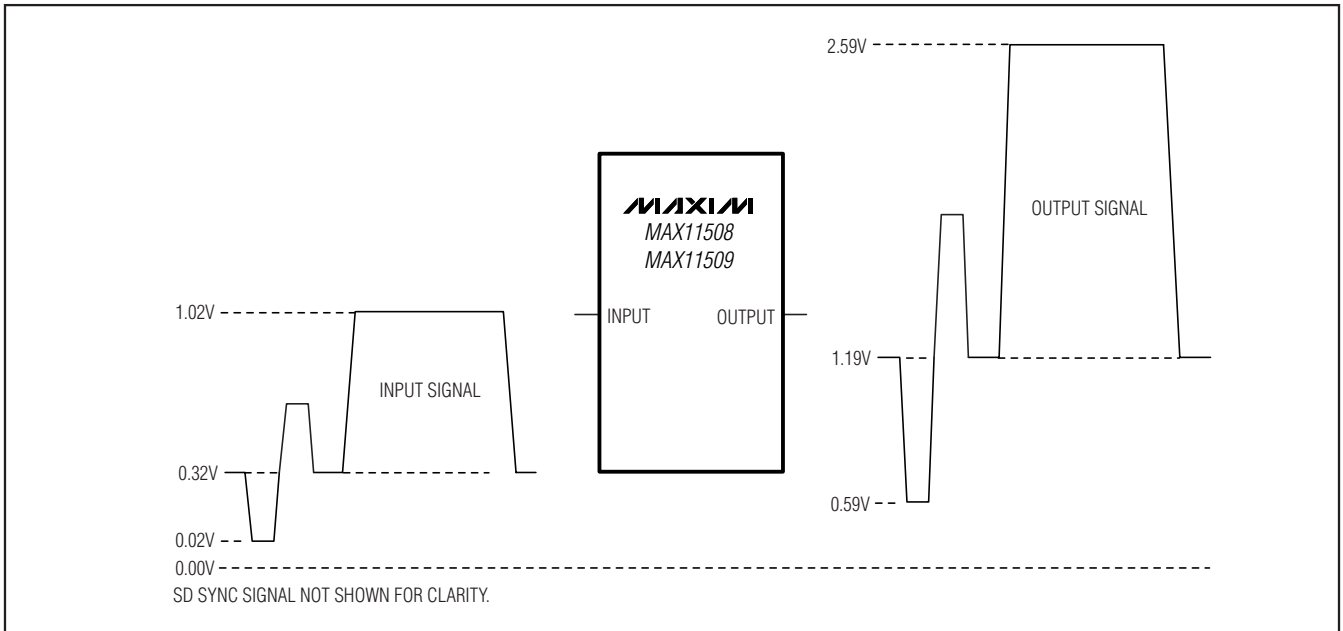 2.59V
MAXIM
MAX11508
MAX11509
OUTPUT SIGNAL
1.02V
INPUT
OUTPUT
1.19V
INPUT SIGNAL
0.32V
0.59V
0.02V
0.00V
SD SYNC SIGNAL NOT SHOWN FOR CLARITY.